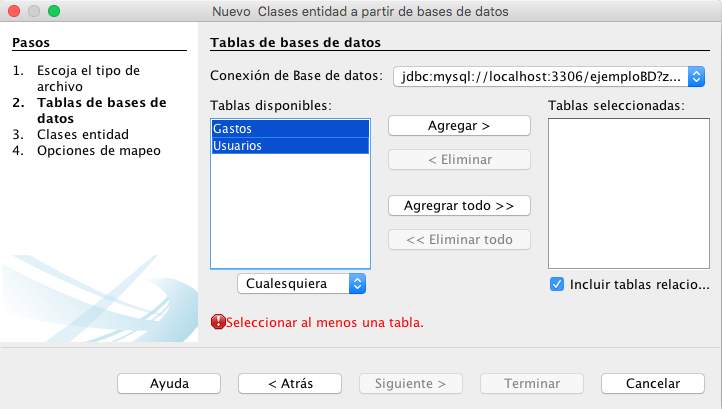 Nuevo Clases entidad a partir de bases de datos
Pasos
1. Escoja el tipo de
archivo
2. Tablas de bases de
datos
3. Clases entidad
4. Opciones de mapeo
Tablas de bases de datos
Conexión de Base de datos: jdbc:mysql://localhost:3306/ejemploBD?z...
Tablas disponibles:
Gastos
Usuarios
Cualesquiera
Agregar >
< Eliminar
Agregrar todo >>
<< Eliminar todo
Tablas seleccionadas:
Incluir tablas relacio...
Seleccionar al menos una tabla.
Ayuda
< Atrás
Siguiente >
Terminar
Cancelar